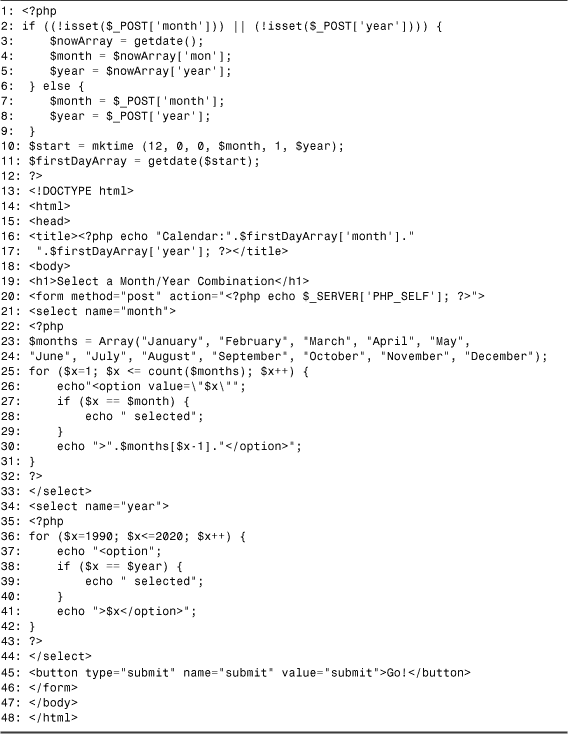 1: <?php
2: if ((!isset($_POST['month'])) || (!isset($_POST['year']))) {
3:    $nowArray = getdate();
4:    $month = $nowArray['mon'];
5:    $year = $nowArray['year'];
6:  } else {
7:    $month = $_POST['month'];
8:    $year = $_POST['year'];
9:  }
10: $start = mktime (12, 0, 0, $month, 1, $year);
11: $firstDayArray = getdate($start);
12: ?>
13: <!DOCTYPE html>
14: <html>
15: <head>
16: <title><?php echo "Calendar:".$firstDayArray['month']."
17:  ".$firstDayArray['year']; ?></title>
18: <body>
19: <h1>Select a Month/Year Combination</h1>
20: <form method="post" action="<?php echo $_SERVER['PHP_SELF']; ?>">
21: <select name="month">
22: <?php
23: $months = Array("January", "February", "March", "April", "May",
24: "June", "July", "August", "September", "October", "November", "December");
25: for ($x=1; $x <= count($months); $x++) {
26:     echo"<option value=\"$x\"";
27:     if ($x == $month) {
28:         echo " selected";
29:     }
30:     echo ">".$months[$x-1]."</option>";
31: }
32: ?>
33: </select>
34: <select name="year">
35: <?php
36: for ($x=1990; $x<=2020; $x++) {
37:     echo "<option";
38:     if ($x == $year) {
39:         echo " selected";
40:     }
41:     echo ">$x</option>";
42: }
43: ?>
44: </select>
45: <button type="submit" name="submit" value="submit">Go!</button>
46: </form>
47: </body>
48: </html>